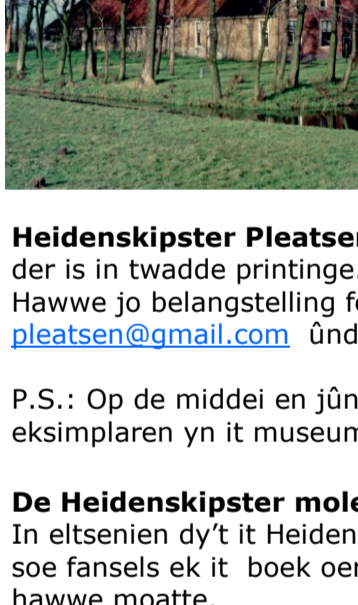 Heidenskipster Pleatsen
der is in twadde printinge.
Hawwe jo belangstelling
pleatsen@gmail.com ûnd
P.S.: Op de middei en jûn
eksimplaren yn it museum
De Heidenskipster mole
In eltsenien dy’t it Heiden
soe fansels ek it boek oer
hawwe moatte.